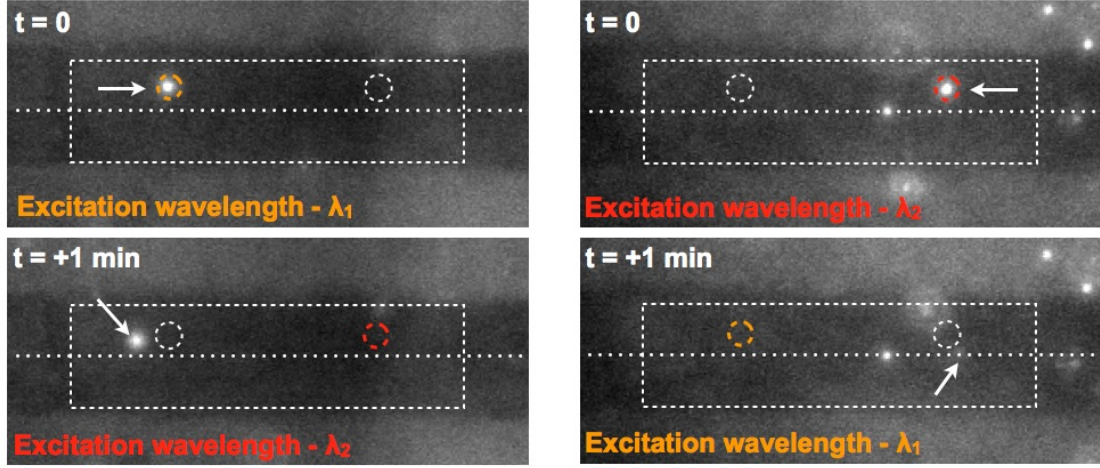 t = 0
Excitation wavelength - λ₁
t = 0
Excitation wavelength - λ₂
t = +1 min
Excitation wavelength - λ₂
t = +1 min
Excitation wavelength - λ₁